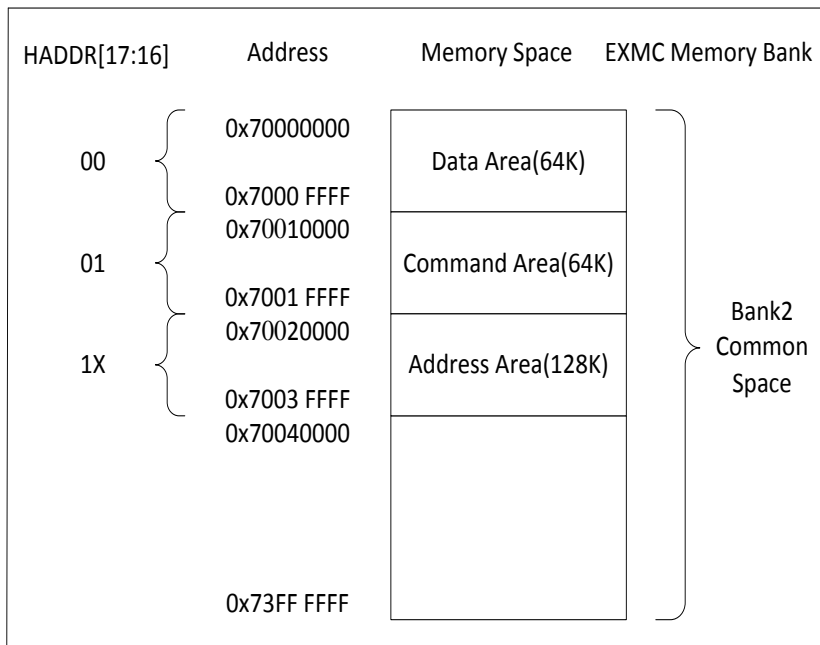 HADDR[17:16] Address Memory Space EXMC Memory Bank
0x70000000
00 Data Area(64K)
0x7000 FFFF
0x70010000
01 Command Area(64K)
0x7001 FFFF
0x70020000
1X Address Area(128K)
0x7003 FFFF
0x70040000
Bank2
Common
Space
0x73FF FFFF